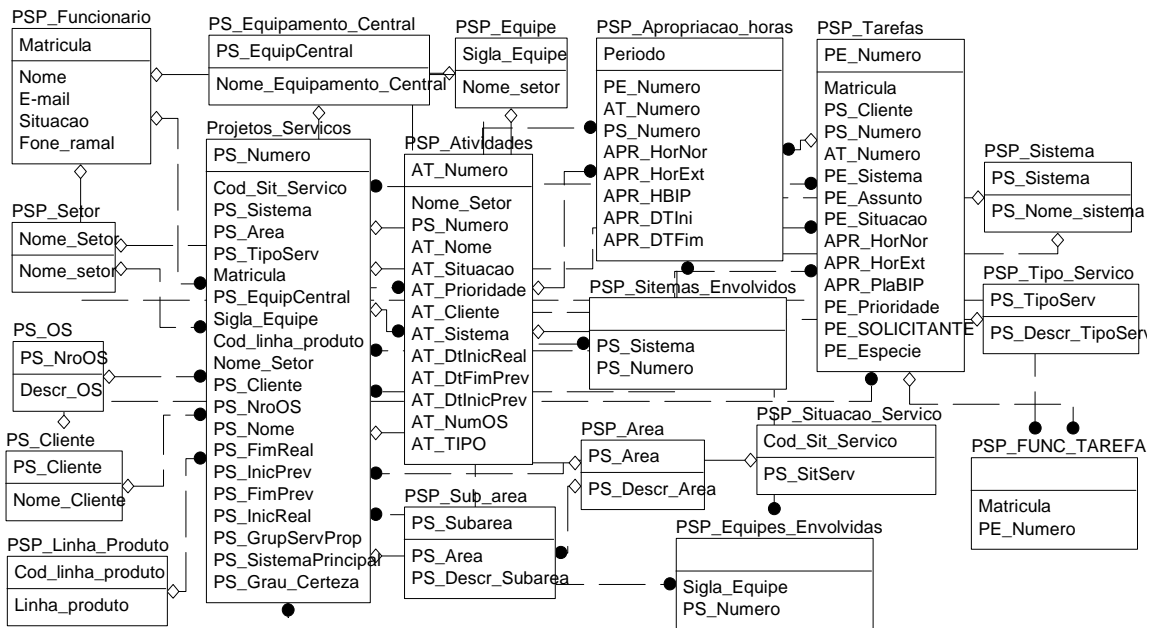 PSP_Funcionario
Matricula
Nome
E-mail
Situacao
Fone_ramal
PS_Equipamento_Central
PS_EquipCentral
Nome_Equipamento_Central
PSP_Equipe
Sigla_Equipe
Nome_setor
PSP_Apropriacao_horas
Periodo
PE_Numero
AT_Numero
PS_Numero
APR_HorNor
APR_HorExt
APR_HBIP
APR_DTIni
APR_DTFim
PSP_Tarefas
PE_Numero
Matricula
PS_Cliente
PS_Numero
AT_Numero
PE_Sistema
PE_Assunto
PE_Situacao
APR_HorNor
APR_HorExt
APR_PlaBIP
PE_Prioridade
PE_SOLICITANTE
PE_Especie
PSP_Sistema
PS_Sistema
PS_Nome_sistema
PSP_Setor
Nome_Setor
Nome_setor
Projetos_Servicos
PS_Numero
Cod_Sit_Servico
PS_Sistema
PS_Area
PS_TipoServ
Matricula
PS_EquipCentral
Sigla_Equipe
Cod_linha_produto
Nome_Setor
PS_Cliente
PS_NroOS
PS_Nome
PS_FimReal
PS_InicPrev
PS_FimPrev
PS_InicReal
PS_GrupServProp
PS_SistemaPrincipal
PS_Grau_Certeza
PSP_Atividades
AT_Numero
Nome_Setor
PS_Numero
AT_Nome
AT_Situacao
AT_Prioridade
AT_Cliente
AT_Sistema
AT_DtInicReal
AT_DtFimPrev
AT_DtInicPrev
AT_NumOS
AT_TIPO
PSP_Sitemas_Envolvidos
PS_Sistema
PS_Numero
PSP_Tipo_Servico
PS_TipoServ
PS_Descr_TipoServ
PS_OS
PS_NroOS
Descr_OS
PS_Cliente
PS_Cliente
Nome_Cliente
PSP_Linha_Produto
Cod_linha_produto
Linha_produto
PSP_Sub_area
PS_Subarea
PS_Area
PS_Descr_Subarea
PSP_Area
PS_Area
PS_Descr_Area
PSP_Situacao_Servico
Cod_Sit_Servico
PS_SitServ
PSP_Equipes_Envolvidas
Sigla_Equipe
PS_Numero
PSP_FUNC_TAREFA
Matricula
PE_Numero